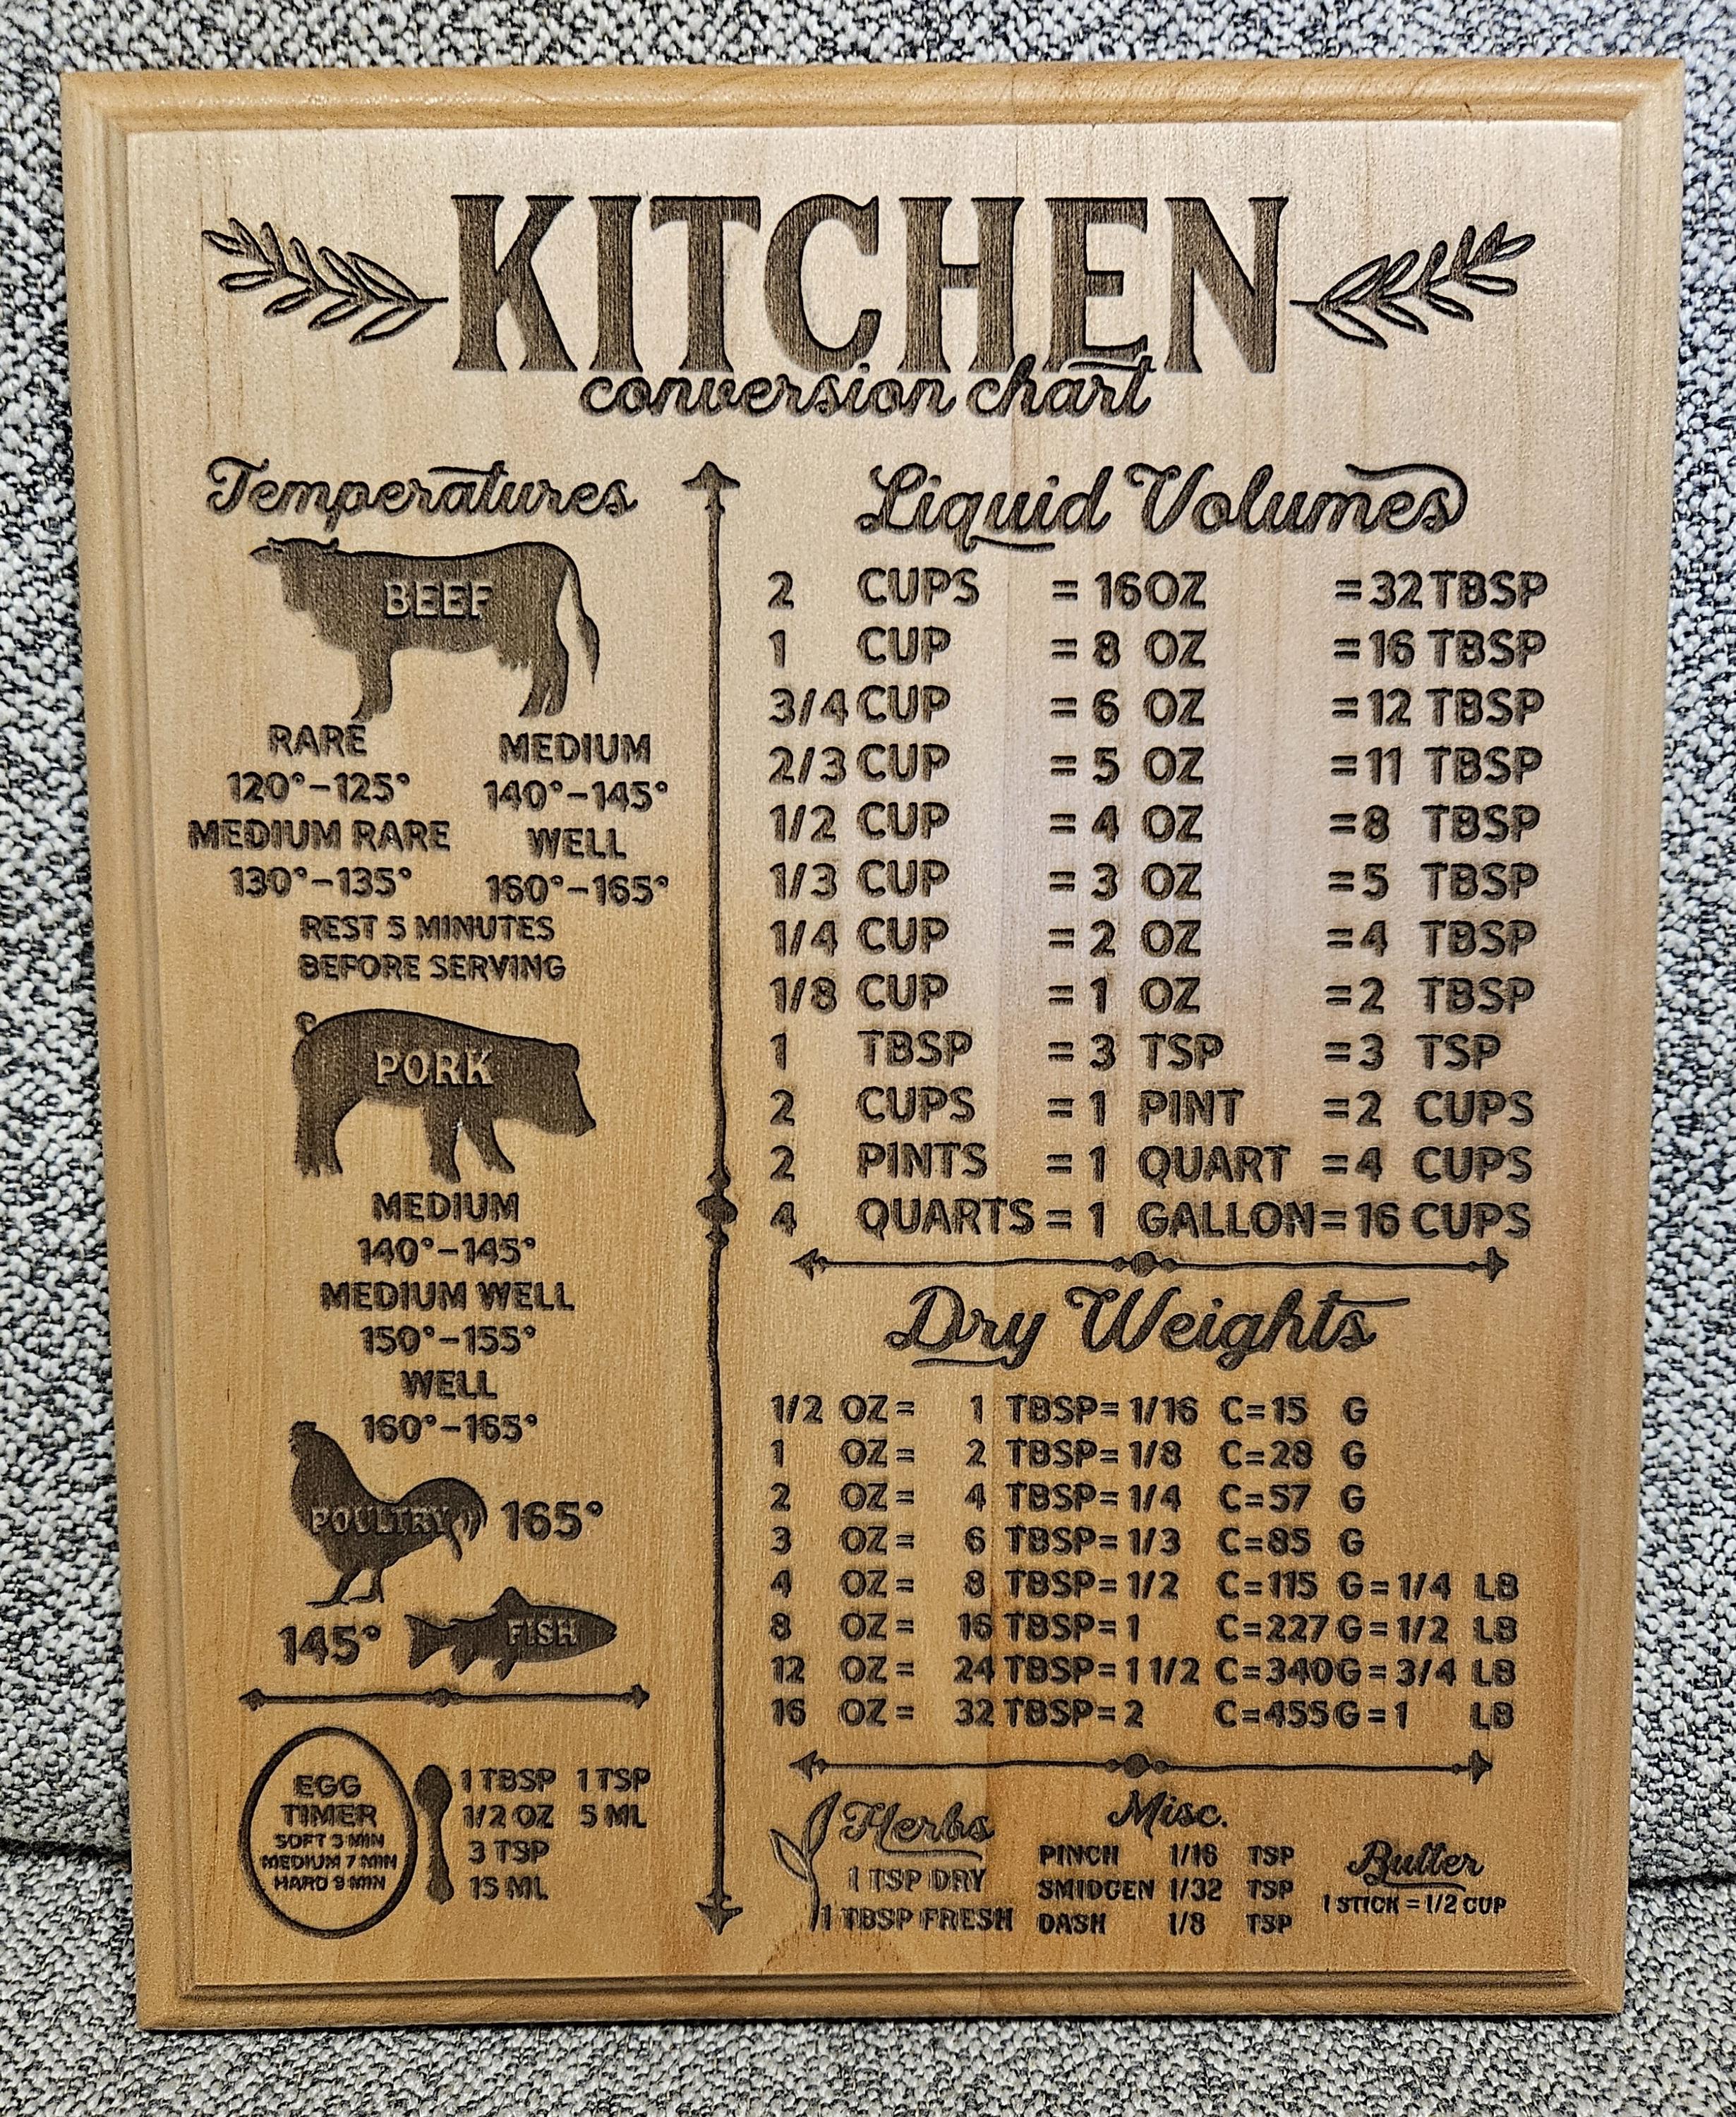 KITCHEN
conversion chart
Temperatures
BEEF
RARE
120°-125°
MEDIUM
140°-145°
MEDIUM RARE
130°-135°
WELL
160°-165°
REST 5 MINUTES
BEFORE SERVING
PORK
MEDIUM
140°-145°
MEDIUM WELL
150°-155°
WELL
160°-165°
POULTRY 165°
145° FISH
EGG
TIMER
SOFT 5 MIN
MEDIUM 7 MIN
HARD 9 MIN
1 TBSP 1 TSP
1/2 OZ 5 ML
3 TSP
15 ML
Liquid Volumes
2 CUPS = 16 OZ = 32 TBSP
1 CUP = 8 OZ = 16 TBSP
3/4 CUP = 6 OZ = 12 TBSP
2/3 CUP = 5 OZ = 11 TBSP
1/2 CUP = 4 OZ = 8 TBSP
1/3 CUP = 3 OZ = 5 TBSP
1/4 CUP = 2 OZ = 4 TBSP
1/8 CUP = 1 OZ = 2 TBSP
1 TBSP = 3 TSP = 3 TSP
2 CUPS = 1 PINT = 2 CUPS
2 PINTS = 1 QUART = 4 CUPS
4 QUARTS = 1 GALLON = 16 CUPS
Dry Weights
1/2 OZ = 1 TBSP = 1/16 C = 15 G
1 OZ = 2 TBSP = 1/8 C = 28 G
2 OZ = 4 TBSP = 1/4 C = 57 G
3 OZ = 6 TBSP = 1/3 C = 85 G
4 OZ = 8 TBSP = 1/2 C = 115 G = 1/4 LB
8 OZ = 16 TBSP = 1 C = 227 G = 1/2 LB
12 OZ = 24 TBSP = 1 1/2 C = 340 G = 3/4 LB
16 OZ = 32 TBSP = 2 C = 455 G = 1 LB
Herbs
1 TSP DRY
1 TBSP FRESH
Misc.
PINCH 1/16 TSP
SMIDGEN 1/32 TSP
DASH 1/8 TSP
Butter
1 STICK = 1/2 CUP